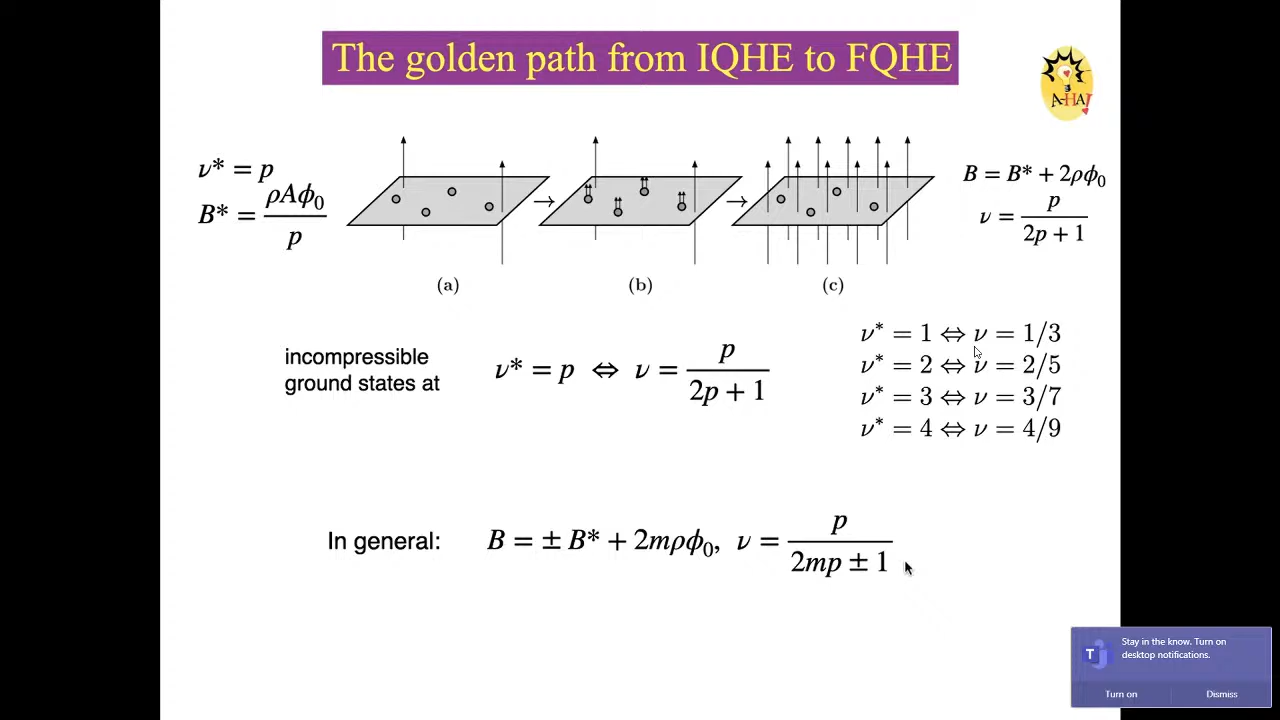 The golden path from IQHE to FQHE
A-HA!
ν* = p
B* = ρAϕ₀/p
B = B* + 2ρϕ₀
ν = p/(2p + 1)
→ →
(a) (b) (c)
incompressible
ground states at
ν* = p ⇔ ν = p/(2p + 1)
ν* = 1 ⇔ ν = 1/3
ν* = 2 ⇔ ν = 2/5
ν* = 3 ⇔ ν = 3/7
ν* = 4 ⇔ ν = 4/9
In general: B = ± B* + 2mρϕ₀, ν = p/(2mp ± 1)
T
Stay in the know. Turn on
desktop notifications.
Turn on Dismiss